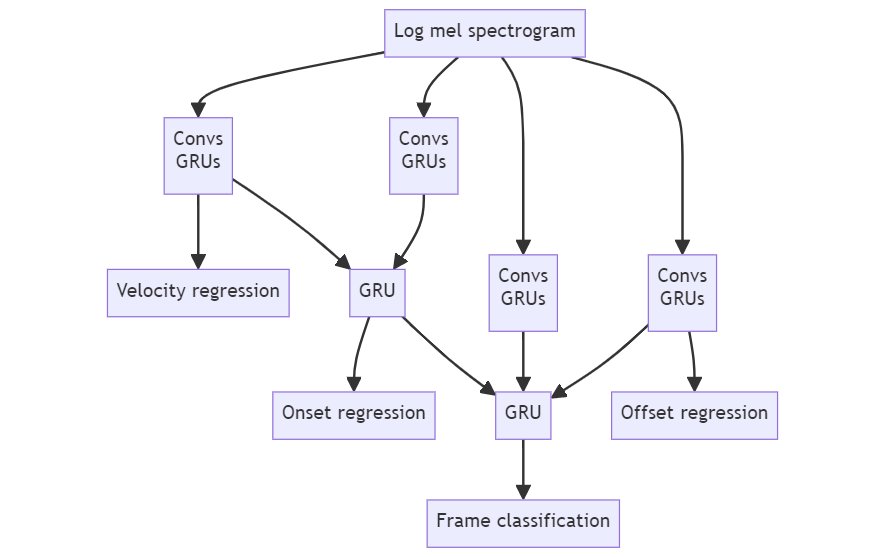 Log mel spectrogram
Convs
GRUs
Convs
GRUs
Convs
GRUs
Convs
GRUs
Velocity regression
GRU
Onset regression
GRU
Offset regression
Frame classification